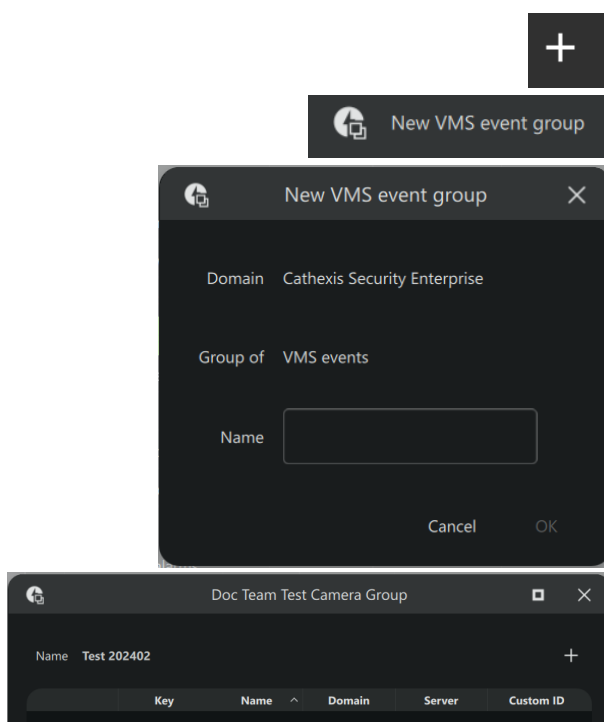 New VMS event group
New VMS event group
Domain Cathexis Security Enterprise
Group of VMS events
Name
Cancel OK
Doc Team Test Camera Group
Name Test 202402
Key Name Domain Server Custom ID